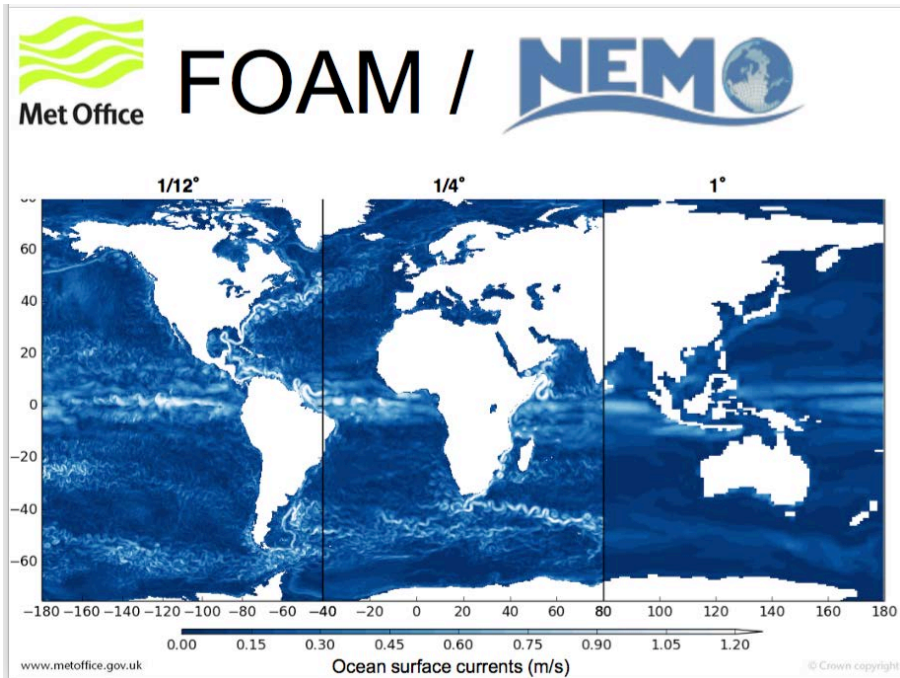 Met Office
FOAM / NEMO
1/12° 1/4° 1°
60
40
20
0
−20
−40
−60
−180 −160 −140 −120 −100 −80 −60 −40 −20 0 20 40 60 80 100 120 140 160 180
0.00 0.15 0.30 0.45 0.60 0.75 0.90 1.05 1.20
www.metoffice.gov.uk Ocean surface currents (m/s) © Crown copyright